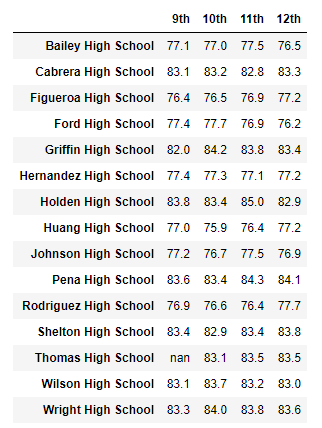 9th 10th 11th 12th
Bailey High School 77.1 77.0 77.5 76.5
Cabrera High School 83.1 83.2 82.8 83.3
Figueroa High School 76.4 76.5 76.9 77.2
Ford High School 77.4 77.7 76.9 76.2
Griffin High School 82.0 84.2 83.8 83.4
Hernandez High School 77.4 77.3 77.1 77.2
Holden High School 83.8 83.4 85.0 82.9
Huang High School 77.0 75.9 76.4 77.2
Johnson High School 77.2 76.7 77.5 76.9
Pena High School 83.6 83.4 84.3 84.1
Rodriguez High School 76.9 76.6 76.4 77.7
Shelton High School 83.4 82.9 83.4 83.8
Thomas High School nan 83.1 83.5 83.5
Wilson High School 83.1 83.7 83.2 83.0
Wright High School 83.3 84.0 83.8 83.6